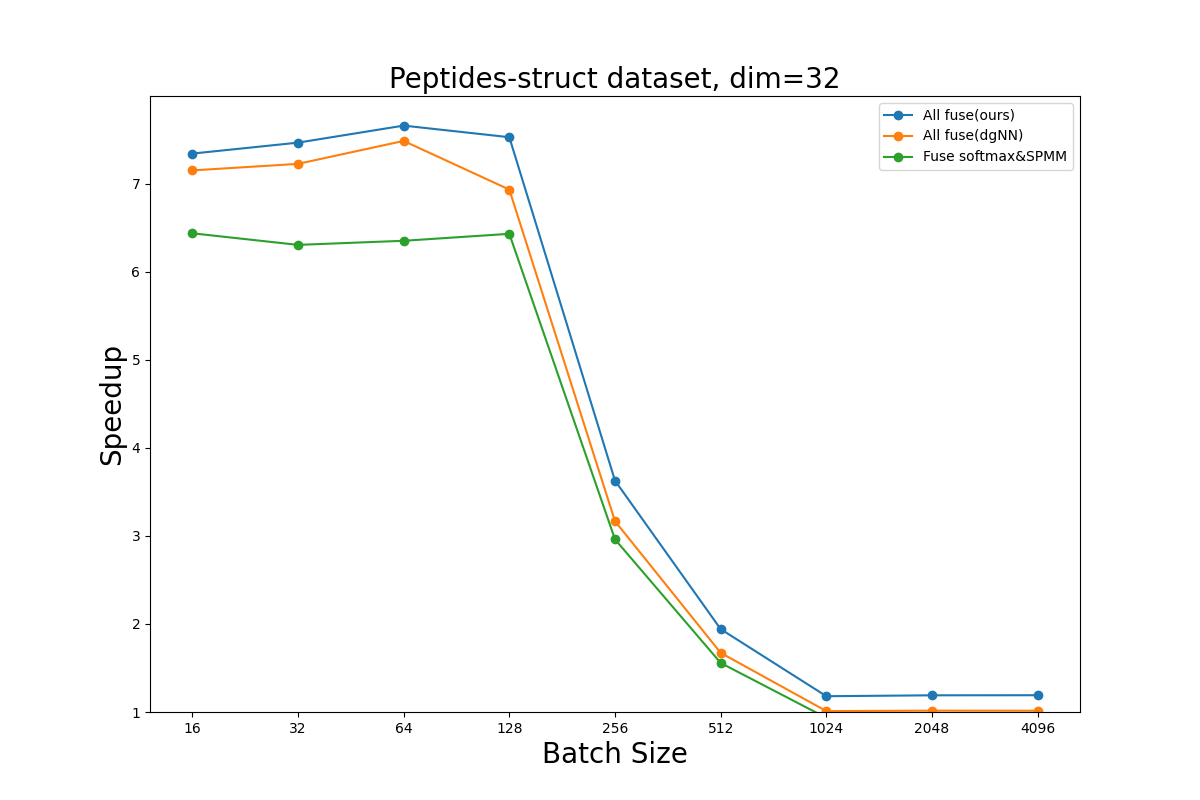 Peptides-struct dataset, dim=32
All fuse(ours)
All fuse(dgNN)
Fuse softmax&SPMM
7
6
5
4
3
2
1
Speedup
16 32 64 128 256 512 1024 2048 4096
Batch Size